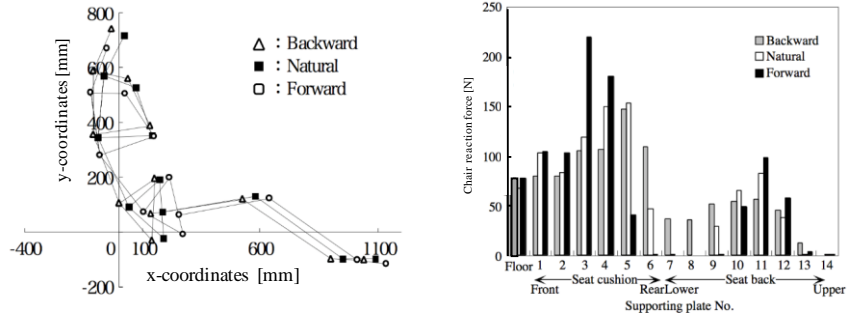 800
600
400
200
0
-200
-400
0
100
600
1100
y-coordinates [mm]
x-coordinates [mm]
: Backward
: Natural
: Forward
250
200
150
100
50
0
Chair reaction force [N]
Backward
Natural
Forward
Floor 1 2 3 4 5 6 7 8 9 10 11 12 13 14
Seat cushion
Seat back
Front
Rear
Lower
Upper
Supporting plate No.